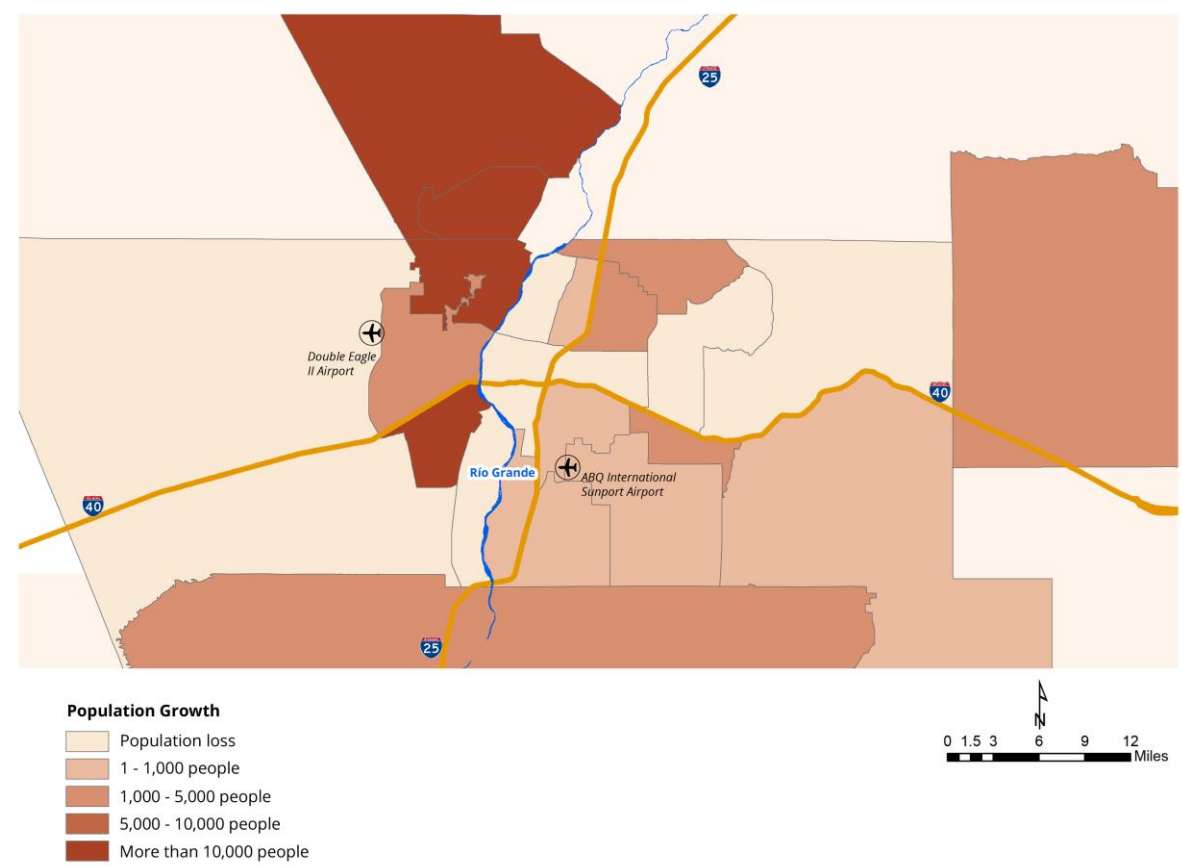 25
Double Eagle
II Airport
40
Río Grande
ABQ International
Sunport Airport
40
25
Population Growth
Population loss
1 - 1,000 people
1,000 - 5,000 people
5,000 - 10,000 people
More than 10,000 people
N
0 1.5 3 6 9 12
Miles